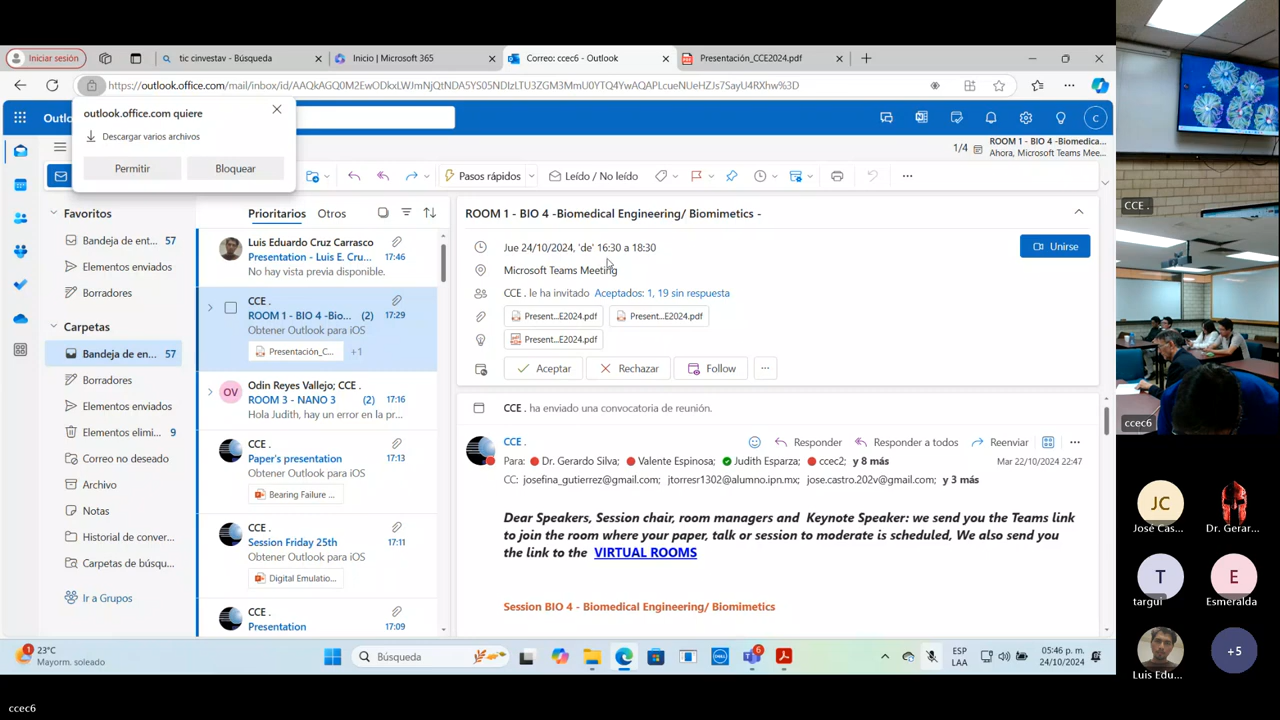 Iniciar sesión
tic cinvestav - Búsqueda
Inicio | Microsoft 365
Correo: ccec6 - Outlook
Presentación_CCE2024.pdf
https://outlook.office.com/mail/inbox/id/
outlook.office.com quiere
Descargar varios archivos
Permitir
Bloquear
Outlo
1/4
ROOM 1 - BIO 4 -Biomedica...
Ahora, Microsoft Teams Mee...
Pasos rápidos
Leído / No leído
Favoritos
Bandeja de ent... 57
Elementos enviados
Borradores
Carpetas
Bandeja de en... 57
Borradores
Elementos enviados
Elementos elimi... 9
Correo no deseado
Archivo
Notas
Historial de conver...
Carpetas de búsqu...
Ir a Grupos
Prioritarios
Otros
Luis Eduardo Cruz Carrasco
Presentation - Luis E. Cru... 17:46
No hay vista previa disponible.
CCE .
ROOM 1 - BIO 4 -Bio... (2) 17:29
Obtener Outlook para iOS
Presentación_C... +1
OV
Odin Reyes Vallejo; CCE .
ROOM 3 - NANO 3 (2) 17:16
Hola Judith, hay un error en la pr...
CCE .
Paper's presentation 17:13
Obtener Outlook para iOS
Bearing Failure ...
CCE .
Session Friday 25th 17:11
Obtener Outlook para iOS
Digital Emulatio...
CCE .
Presentation 17:09
ROOM 1 - BIO 4 -Biomedical Engineering/ Biomimetics -
Jue 24/10/2024, 'de' 16:30 a 18:30
Unirse
Microsoft Teams Meeting
CCE . le ha invitado Aceptados: 1, 19 sin respuesta
Present...E2024.pdf
Present...E2024.pdf
Present...E2024.pdf
Aceptar
Rechazar
Follow
CCE . ha enviado una convocatoria de reunión.
CCE .
Responder
Responder a todos
Reenviar
Para: Dr. Gerardo Silva; Valente Espinosa; Judith Esparza; ccec2; y 8 más
Mar 22/10/2024 22:47
CC: josefina_gutierrez@gmail.com; jtorresr1302@alumno.ipn.mx; jose.castro.202v@gmail.com; y 3 más
Dear Speakers, Session chair, room managers and Keynote Speaker: we send you the Teams link
to join the room where your paper, talk or session to moderate is scheduled, We also send you
the link to the VIRTUAL ROOMS
Session BIO 4 - Biomedical Engineering/ Biomimetics
1
23°C
Mayorm. soleado
Búsqueda
DELL
6
ESP
LAA
05:46 p. m.
24/10/2024
C
CCE .
ccec6
JC
José Cas...
Dr. Gerar...
T
targui
E
Esmeralda
Luis Edu...
+5
ccec6